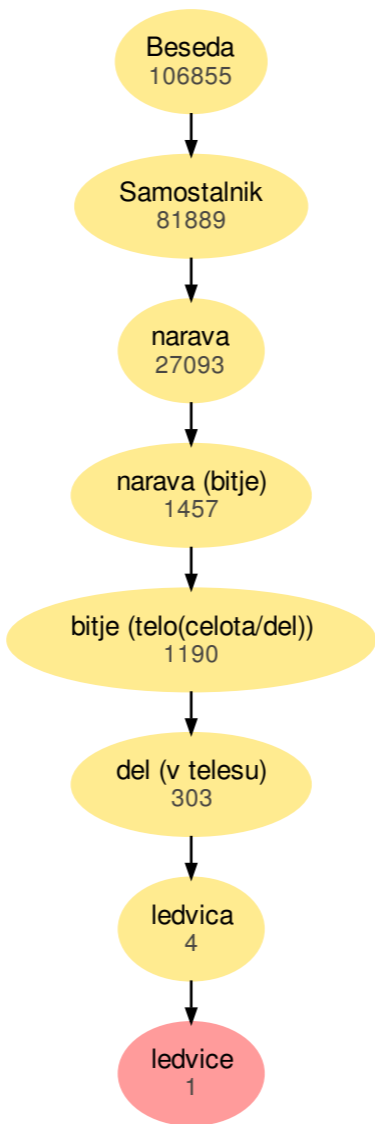 Beseda
106855
Samostalnik
81889
narava
27093
narava (bitje)
1457
bitje (telo(celota/del))
1190
del (v telesu)
303
ledvica
4
ledvice
1